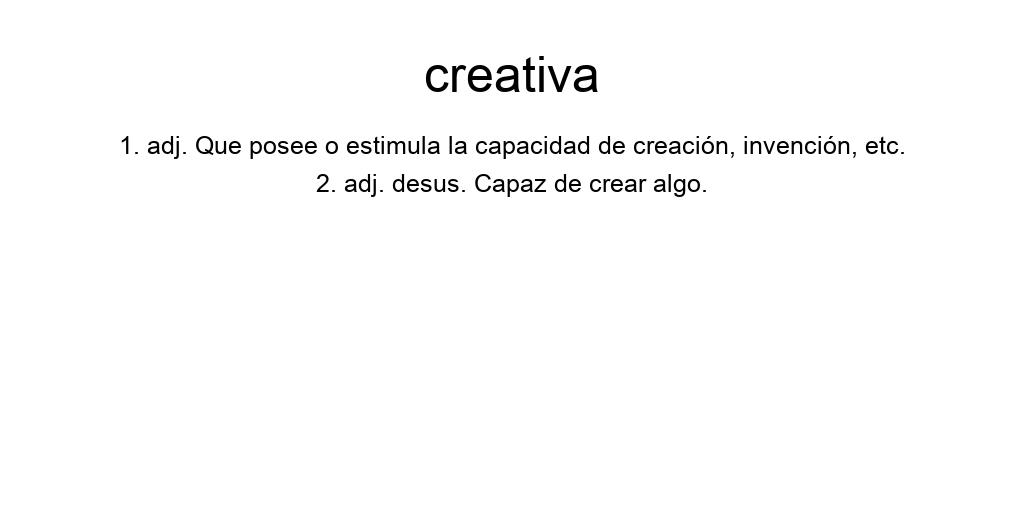 creativa
1. adj. Que posee o estimula la capacidad de creación, invención, etc.
2. adj. desus. Capaz de crear algo.